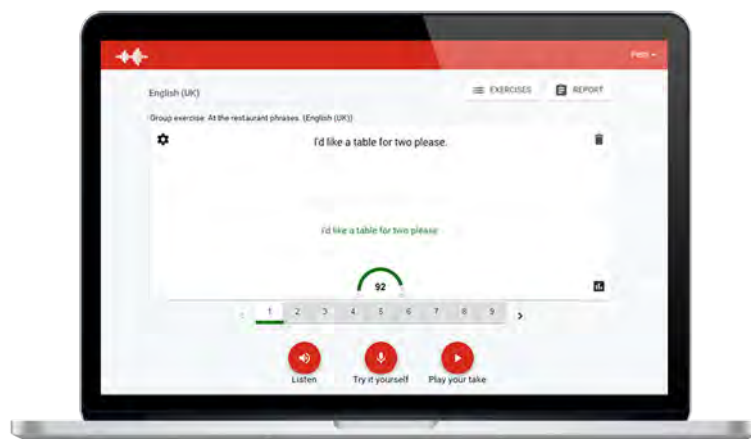 English (UK)
EXERCISES
REPORT
Group exercise: At the restaurant phrases. (English (UK))
I'd like a table for two please.
I'd like a table for two please
92
1 2 3 4 5 6 7 8 9
Listen
Try it yourself
Play your take